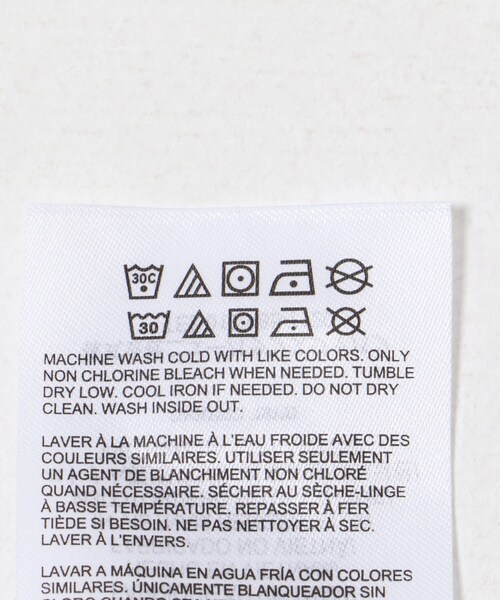 30C
30
MACHINE WASH COLD WITH LIKE COLORS. ONLY
NON CHLORINE BLEACH WHEN NEEDED. TUMBLE
DRY LOW. COOL IRON IF NEEDED. DO NOT DRY
CLEAN. WASH INSIDE OUT.
LAVER À LA MACHINE À L'EAU FROIDE AVEC DES
COULEURS SIMILAIRES. UTILISER SEULEMENT
UN AGENT DE BLANCHIMENT NON CHLORÉ
QUAND NÉCESSAIRE. SÉCHER AU SÈCHE-LINGE
À BASSE TEMPÉRATURE. REPASSER À FER
TIÈDE SI BESOIN. NE PAS NETTOYER À SEC.
LAVER À L'ENVERS.
LAVAR A MÁQUINA EN AGUA FRÍA CON COLORES
SIMILARES. ÚNICAMENTE BLANQUEADOR SIN